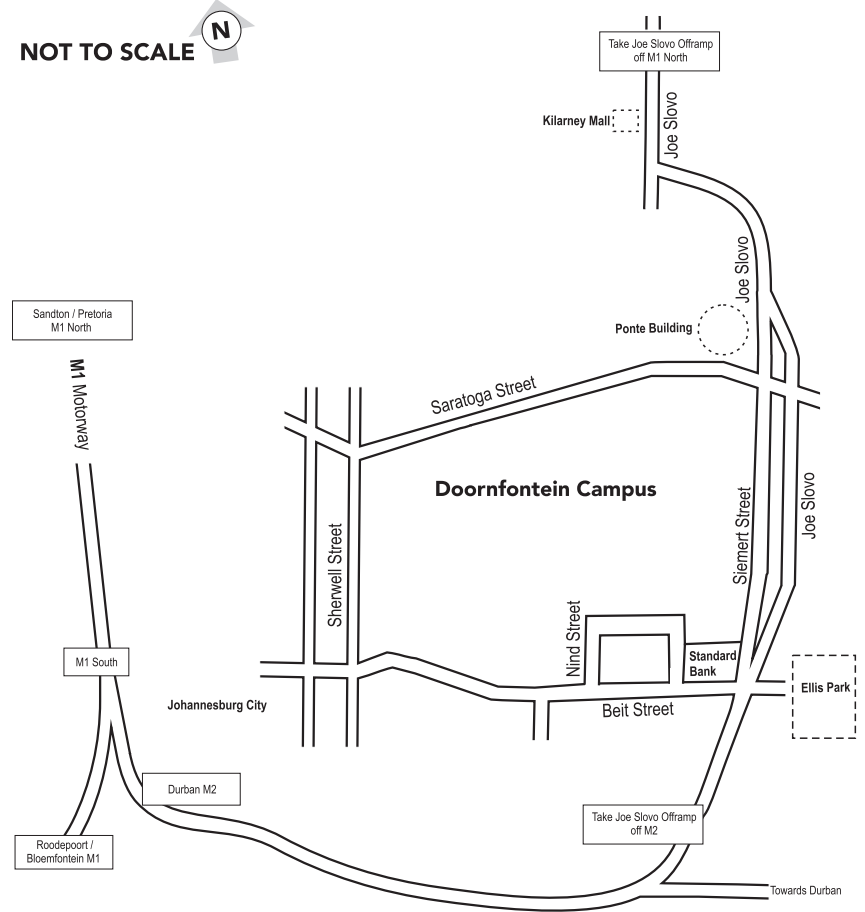 N
NOT TO SCALE
Take Joe Slovo Offramp
off M1 North
Kilarney Mall
Joe Slovo
Joe Slovo
Sandton / Pretoria
M1 North
Ponte Building
M1 Motorway
Saratoga Street
Doornfontein Campus
Siemert Street
Joe Slovo
Sherwell Street
Nind Street
M1 South
Standard
Bank
Ellis Park
Johannesburg City
Beit Street
Durban M2
Take Joe Slovo Offramp
off M2
Roodepoort /
Bloemfontein M1
Towards Durban